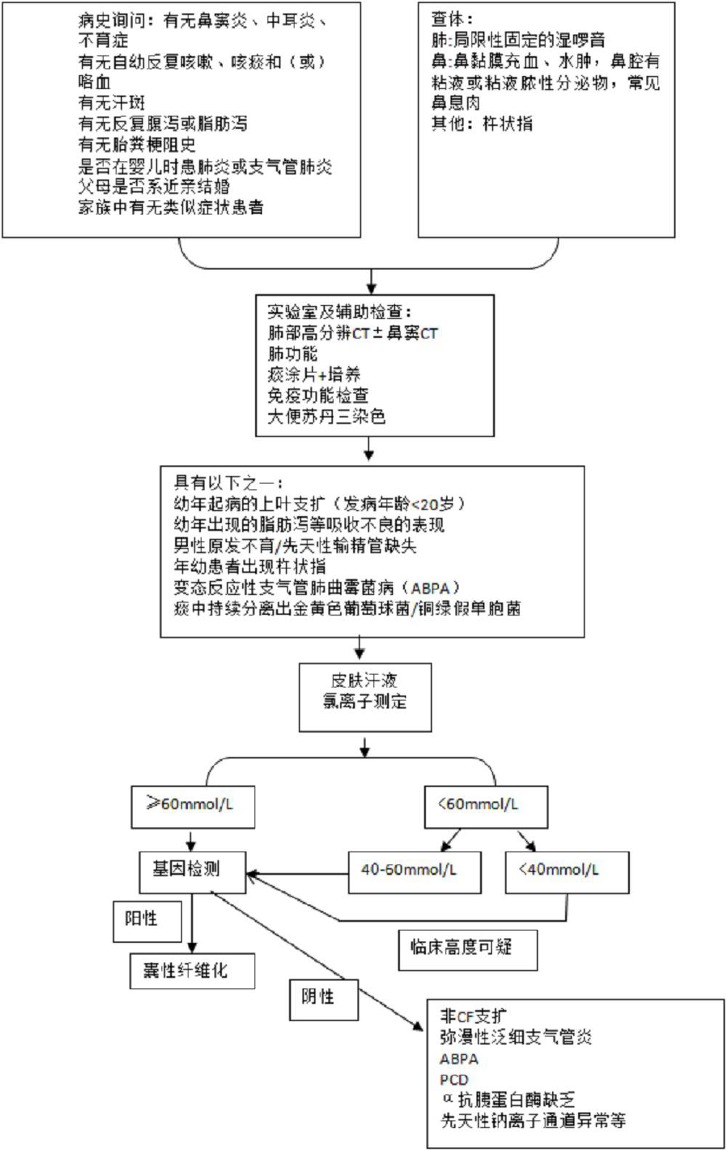 病史询问：有无鼻窦炎、中耳炎、
不育症
有无自幼反复咳嗽、咳痰和（或）
咯血
有无汗斑
有无反复腹泻或脂肪泻
有无胎粪梗阻史
是否在婴儿时患肺炎或支气管肺炎
父母是否系近亲结婚
家族中有无类似症状患者
查体：
肺:局限性固定的湿啰音
鼻:鼻黏膜充血、水肿，鼻腔有
粘液或粘液脓性分泌物，常见
鼻息肉
其他：杵状指
实验室及辅助检查：
肺部高分辨CT±鼻窦CT
肺功能
痰涂片+培养
免疫功能检查
大便苏丹三染色
具有以下之一：
幼年起病的上叶支扩（发病年龄<20岁）
幼年出现的脂肪泻等吸收不良的表现
男性原发不育/先天性输精管缺失
年幼患者出现杵状指
变态反应性支气管肺曲霉菌病（ABPA）
痰中持续分离出金黄色葡萄球菌/铜绿假单胞菌
皮肤汗液
氯离子测定
≥60mmol/L
<60mmol/L
基因检测
40-60mmol/L
<40mmol/L
阳性
临床高度可疑
囊性纤维化
阴性
非CF支扩
弥漫性泛细支气管炎
ABPA
PCD
α抗胰蛋白酶缺乏
先天性钠离子通道异常等